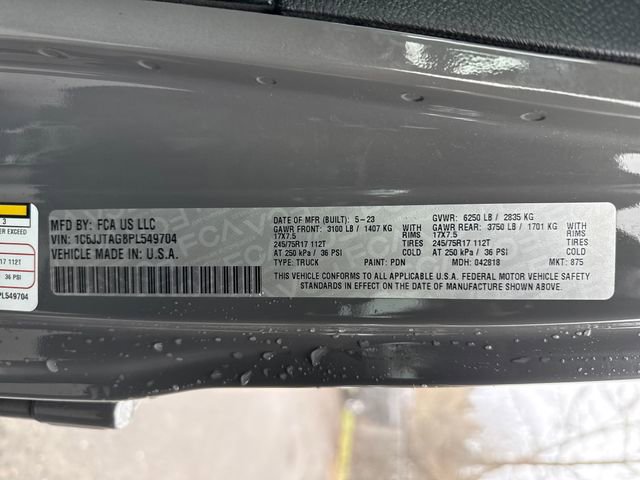 3
ER EXCEED
R17 112T
36 PSI
PL549704
MFD BY: FCA US LLC
VIN: 1C6JJTAG8PL549704
VEHICLE MADE IN: U.S.A.
DATE OF MFR (BUILT): 5-23 GVWR: 6250 LB / 2835 KG
GAWR FRONT: 3100 LB / 1407 KG WITH GAWR REAR: 3750 LB / 1701 KG WITH
17X7.5 RIMS 17X7.5 RIMS
245/75R17 112T TIRES 245/75R17 112T TIRES
AT 250 kPa / 36 PSI COLD AT 250 kPa / 36 PSI COLD
TYPE: TRUCK PAINT: PDN MDH: 042818 MKT: 875
THIS VEHICLE CONFORMS TO ALL APPLICABLE U.S.A. FEDERAL MOTOR VEHICLE SAFETY
STANDARDS IN EFFECT ON THE DATE OF MANUFACTURE SHOWN ABOVE.